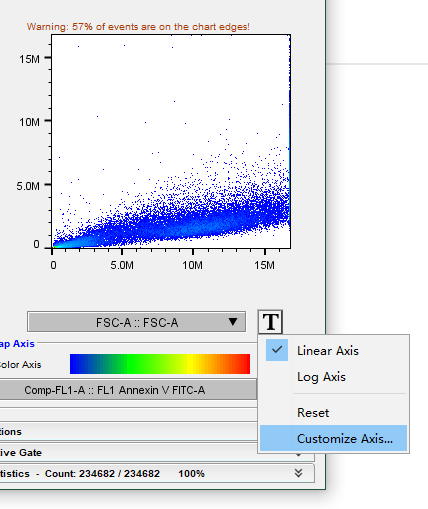 Warning: 57% of events are on the chart edges!
15M
10M
5.0M
0
0 5.0M 10M 15M
FSC-A :: FSC-A
T
ap Axis
Color Axis
Comp-FL1-A :: FL1 Annexin V FITC-A
Linear Axis
Log Axis
Reset
Customize Axis...
tions
tive Gate
tistics - Count: 234682 / 234682 100%